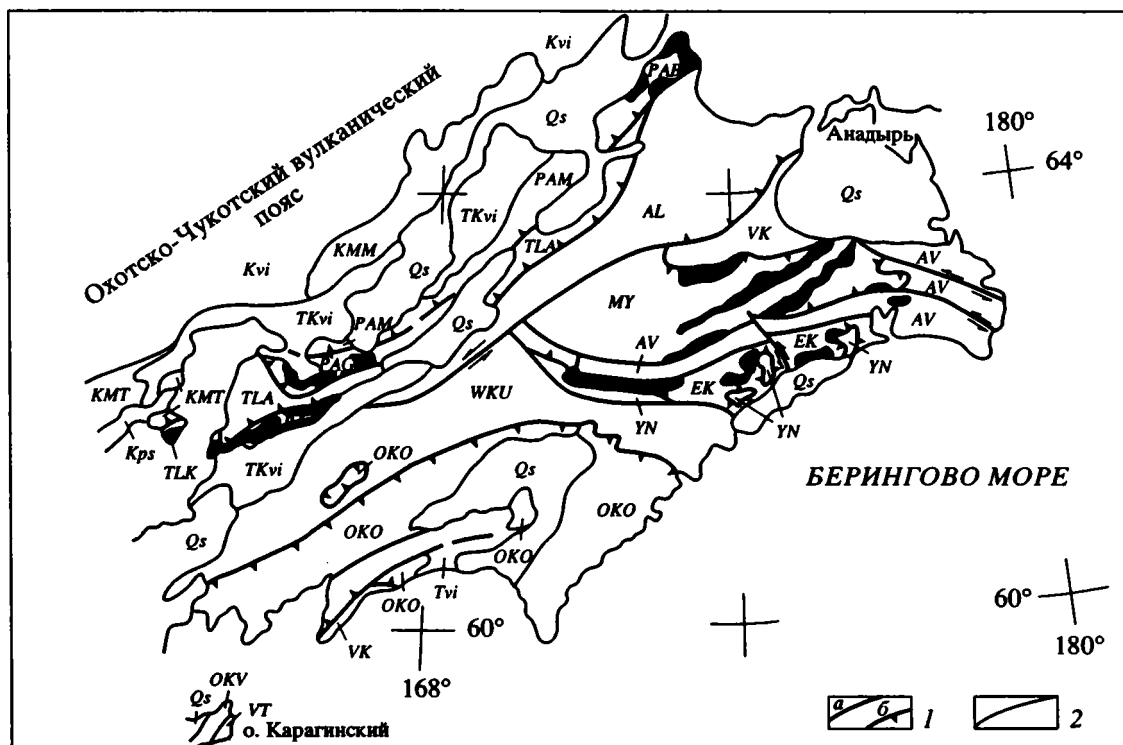 Kvi
PAE
Охотско-Чукотский вулканический
пояс
Qs
Анадырь
180°
64°
PAM
TKvi
Qs
AL
VK
TLA
KMM
Qs
Kvi
AV
AV
MY
TKvi
PAM
Qs
AV
AV
EK
PAG
YN
KMT
KMT
TLA
WKU
EK
Qs
YN
YN
Kps
TLK
TKvi
OKO
Qs
БЕРИНГОВО МОРЕ
Qs
OKO
OKO
OKO
OKO
Tvi
VK
60°
60°
180°
168°
OKV
Qs
VT
о. Карагинский
а
б
1
2